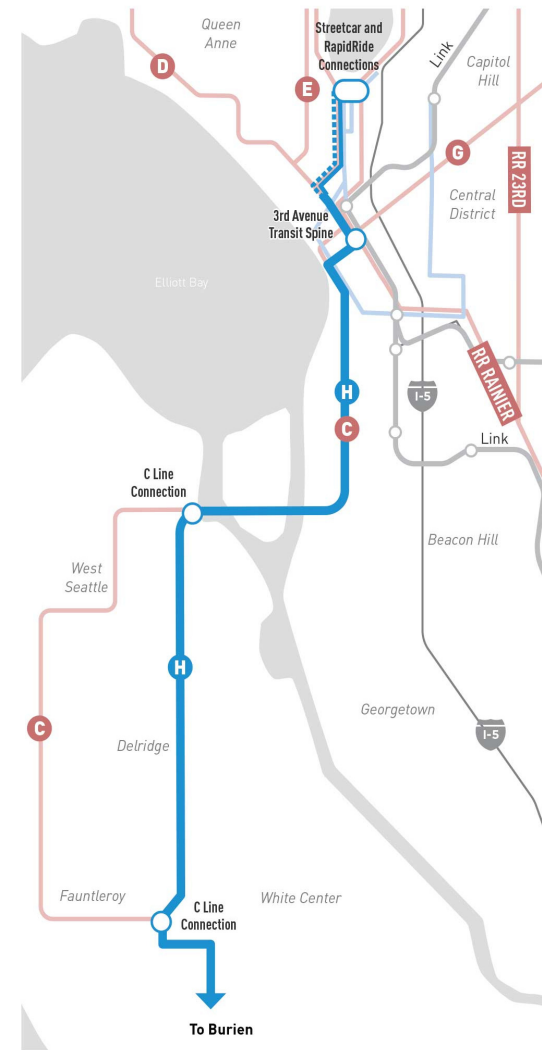 Queen
Anne
Streetcar and
RapidRide
Connections
Link
Capitol
Hill
D
E
G
RR 23RD
Central
District
3rd Avenue
Transit Spine
Elliott Bay
H
I-5
RR RAINIER
C
Link
C Line
Connection
Beacon Hill
West
Seattle
H
Georgetown
C
I-5
Delridge
Fauntleroy
White Center
C Line
Connection
To Burien